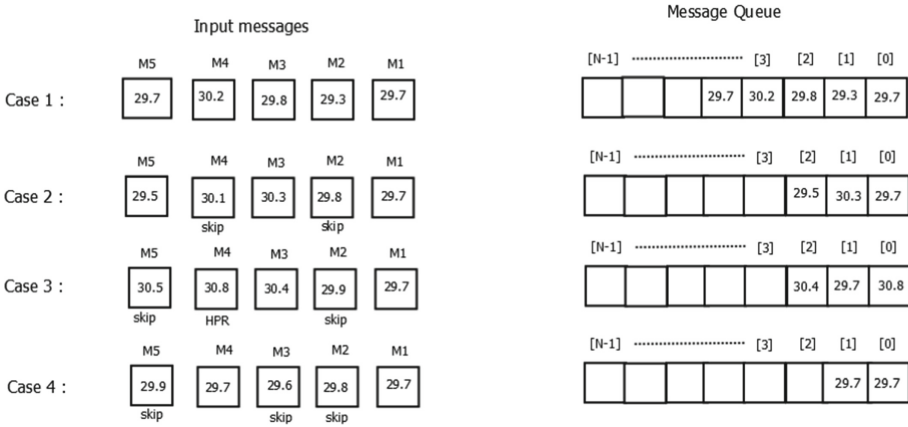 Input messages
Message Queue
M5 M4 M3 M2 M1
[N-1] ............................ [3] [2] [1] [0]
Case 1 : 29.7 30.2 29.8 29.3 29.7
29.7 30.2 29.8 29.3 29.7
M5 M4 M3 M2 M1
[N-1] ............................ [3] [2] [1] [0]
Case 2 : 29.5 30.1 30.3 29.8 29.7
29.5 30.3 29.7
skip skip
M5 M4 M3 M2 M1
[N-1] ............................ [3] [2] [1] [0]
Case 3 : 30.5 30.8 30.4 29.9 29.7
30.4 29.7 30.8
skip HPR skip
M5 M4 M3 M2 M1
[N-1] ............................ [3] [2] [1] [0]
Case 4 : 29.9 29.7 29.6 29.8 29.7
29.7 29.7
skip skip skip